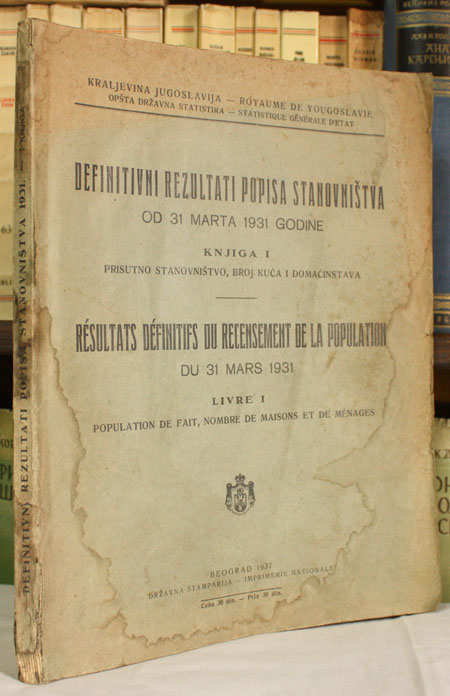 KRALJEVINA JUGOSLAVIJA — ROYAUME DE YOUGOSLAVIE
OPŠTA DRŽAVNA STATISTIKA — STATISTIQUE GÉNÉRALE D'ETAT
DEFINITIVNI REZULTATI POPISA STANOVNIŠTVA
OD 31 MARTA 1931 GODINE
KNJIGA I
PRISUTNO STANOVNIŠTVO, BROJ KUĆA I DOMAĆINSTAVA
RÉSULTATS DÉFINITIFS DU RECENSEMENT DE LA POPULATION
DU 31 MARS 1931
LIVRE I
POPULATION DE FAIT, NOMBRE DE MAISONS ET DE MÉNAGES
BEOGRAD 1937
DRŽAVNA ŠTAMPARIJA — IMPRIMERIE NATIONALE
Cena 30 din. — Prix 30 din.
DEFINITIVNI REZULTATI POPISA STANOVNIŠTVA 1931. — I KNJIGA